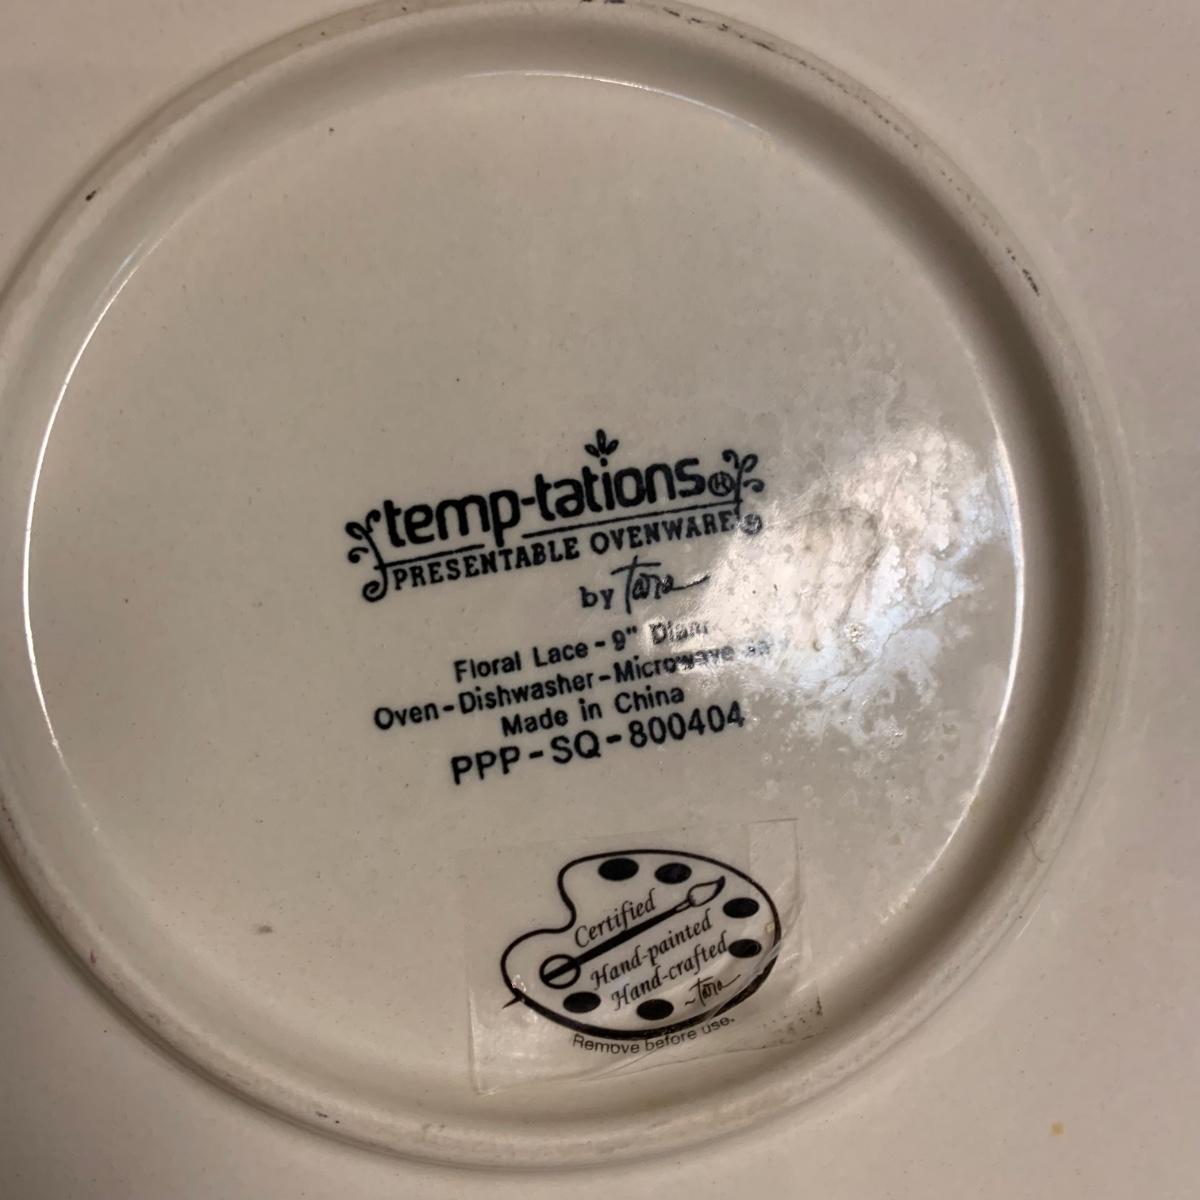 temp-tations®
PRESENTABLE OVENWARE
by Tara
Floral Lace - 9"
Oven-Dishwasher-Microwave
Made in China
PPP-SQ-800404
Certified
Hand-painted
Hand-crafted
~Tara
Remove before use.